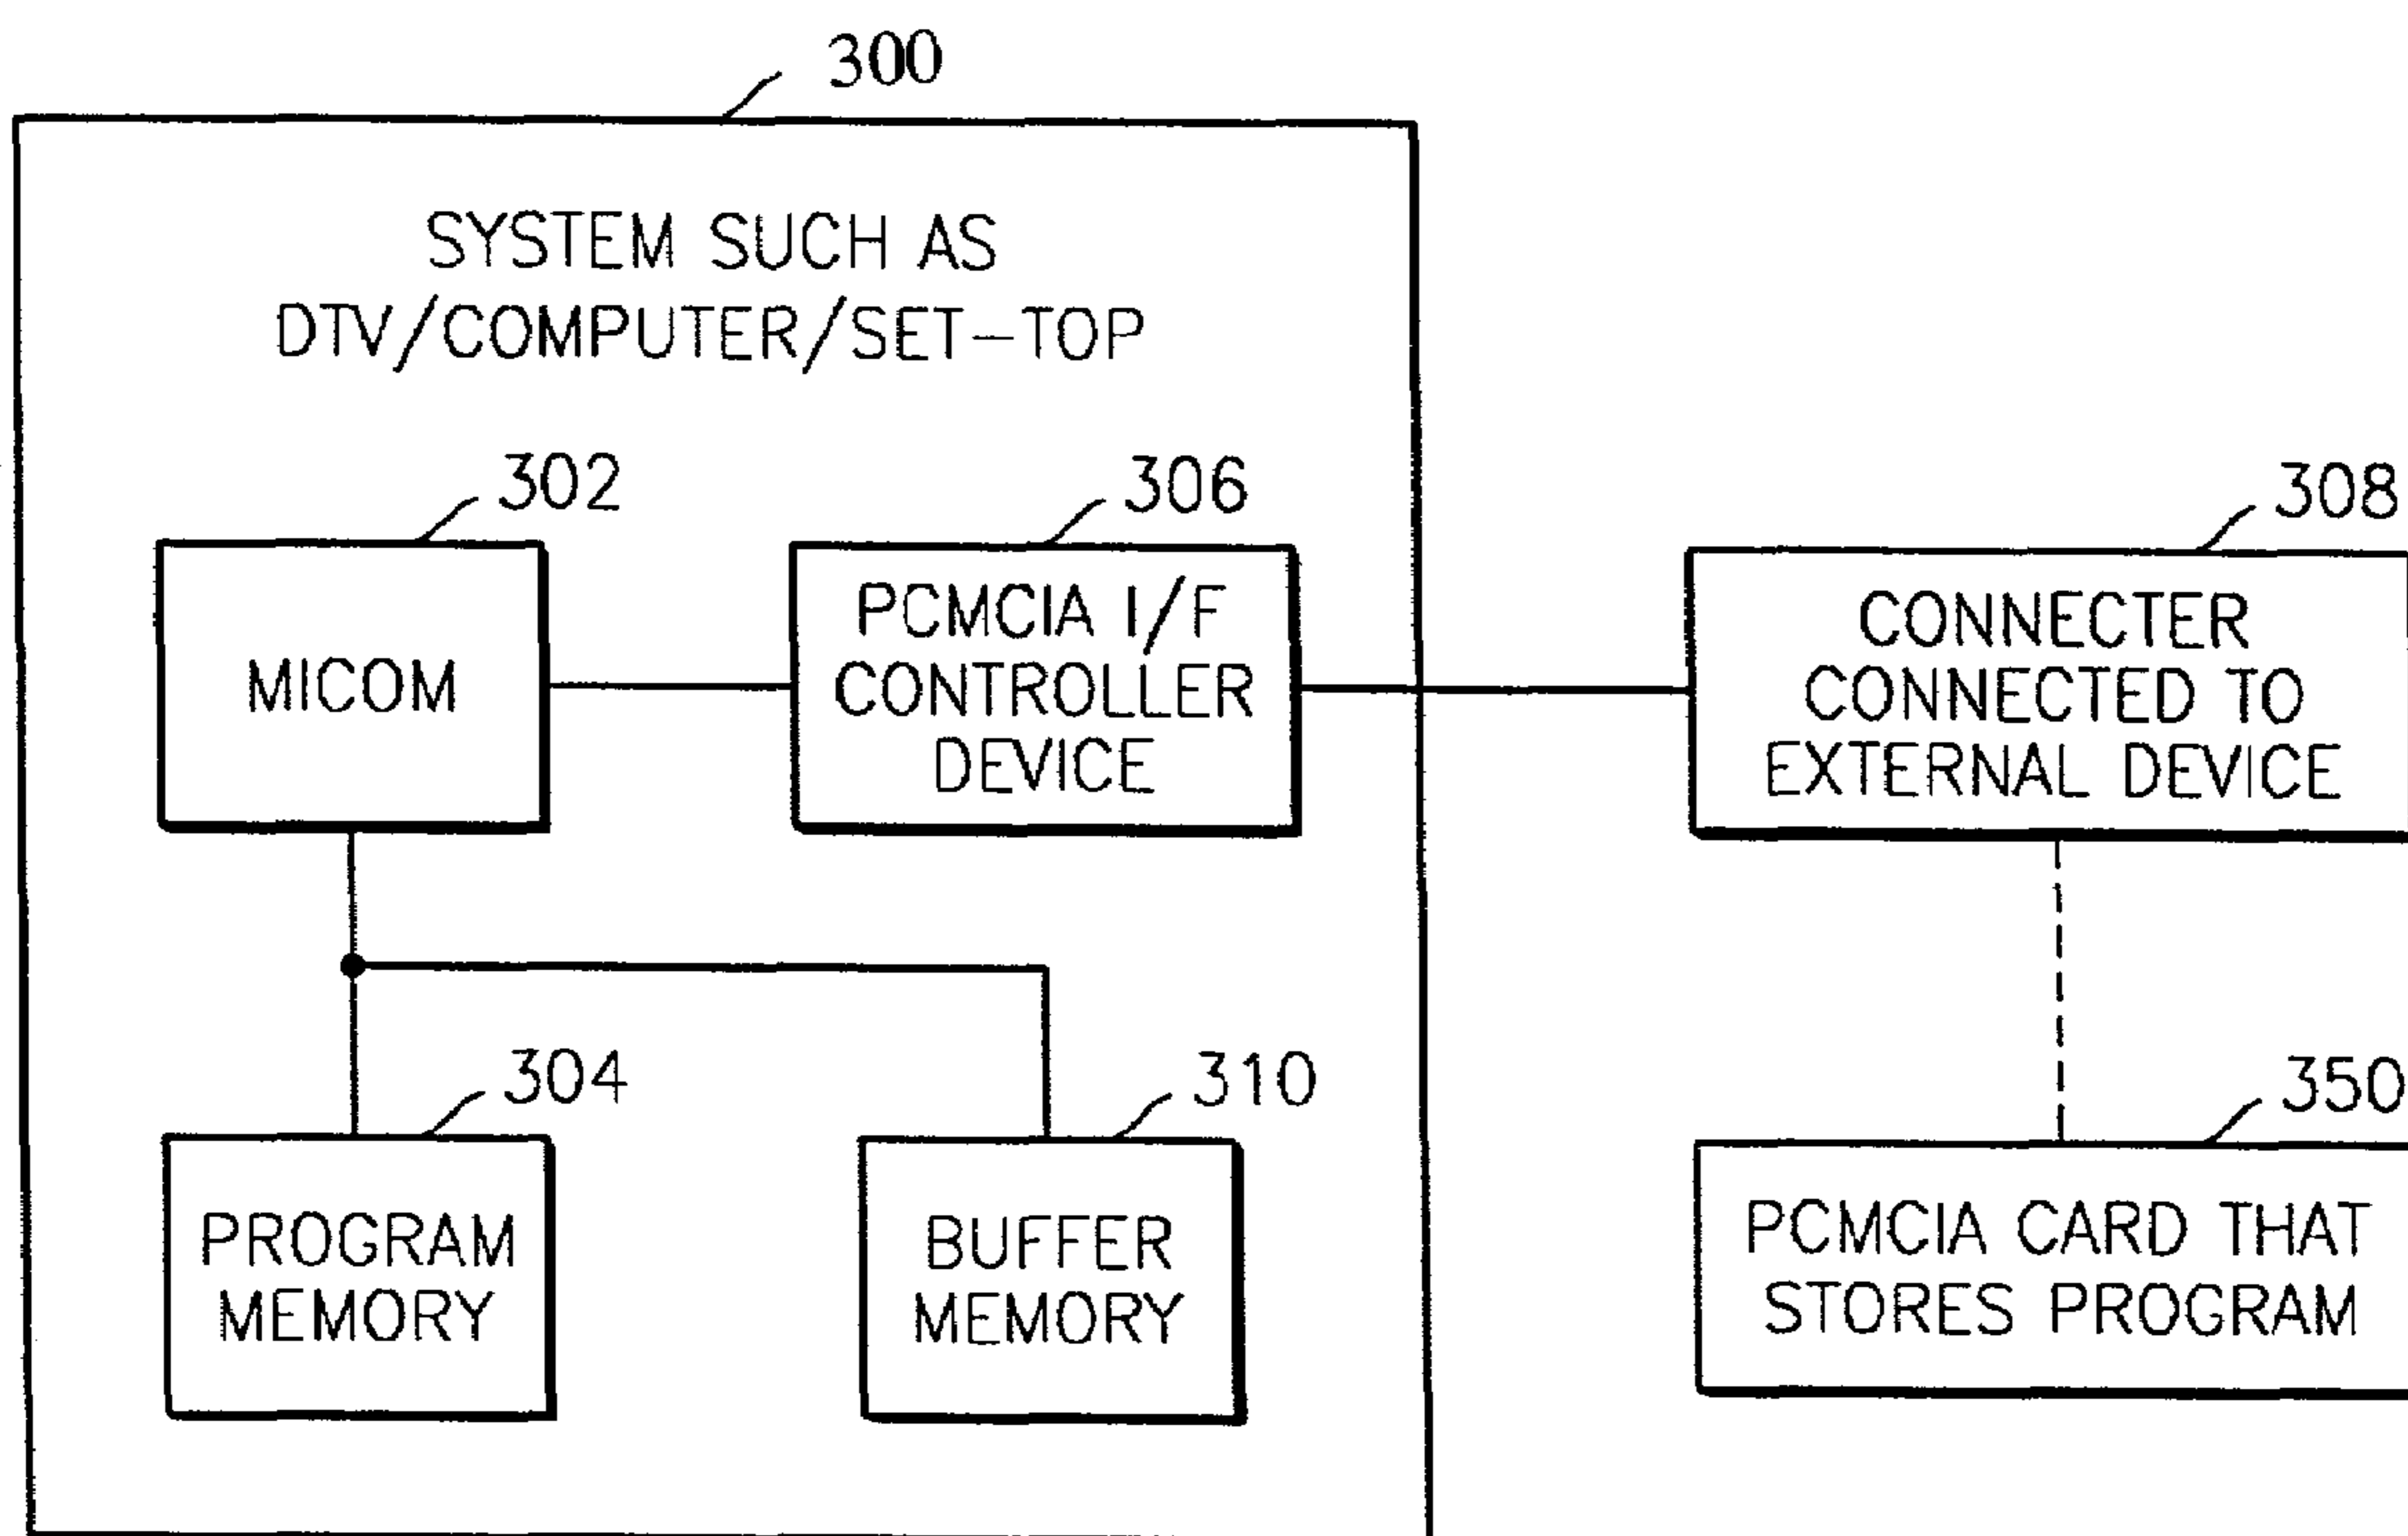 300
SYSTEM SUCH AS
DTV/COMPUTER/SET-TOP
302
306
308
MICOM
PCMCIA I/F
CONTROLLER
DEVICE
CONNECTER
CONNECTED TO
EXTERNAL DEVICE
304
310
350
PROGRAM
MEMORY
BUFFER
MEMORY
PCMCIA CARD THAT
STORES PROGRAM